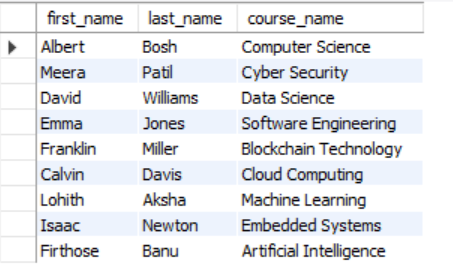 first_name last_name course_name
Albert Bosh Computer Science
Meera Patil Cyber Security
David Williams Data Science
Emma Jones Software Engineering
Franklin Miller Blockchain Technology
Calvin Davis Cloud Computing
Lohith Aksha Machine Learning
Isaac Newton Embedded Systems
Firthose Banu Artificial Intelligence